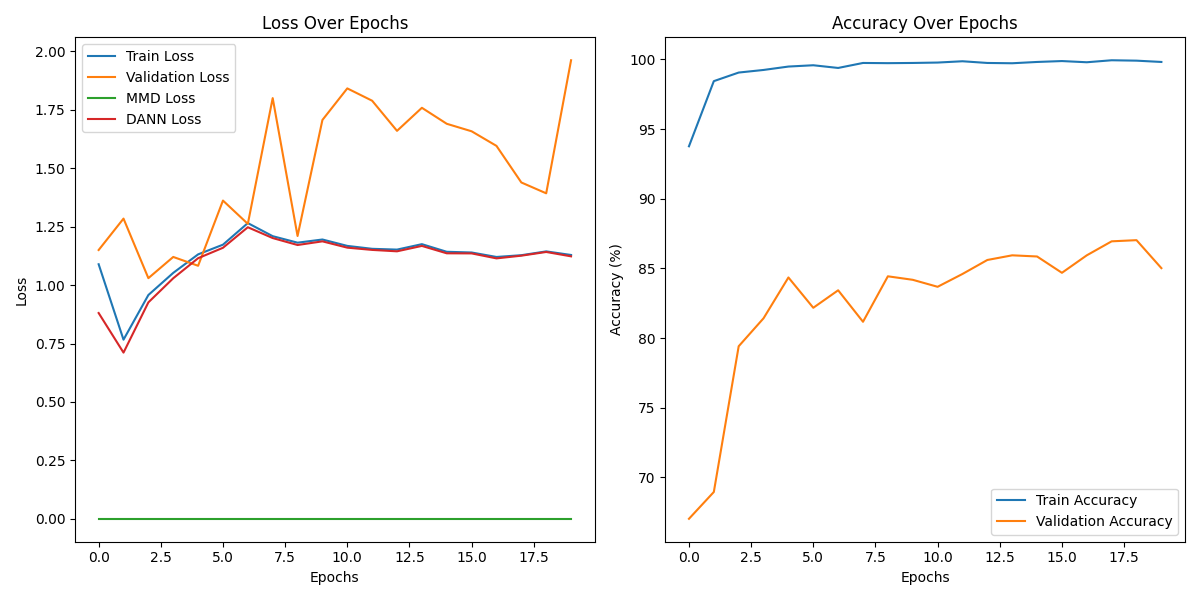 Loss Over Epochs
Train Loss
Validation Loss
MMD Loss
DANN Loss
2.00
1.75
1.50
1.25
1.00
0.75
0.50
0.25
0.00
Loss
0.0 2.5 5.0 7.5 10.0 12.5 15.0 17.5
Epochs
Accuracy Over Epochs
100
95
90
85
80
75
70
Accuracy (%)
Train Accuracy
Validation Accuracy
0.0 2.5 5.0 7.5 10.0 12.5 15.0 17.5
Epochs